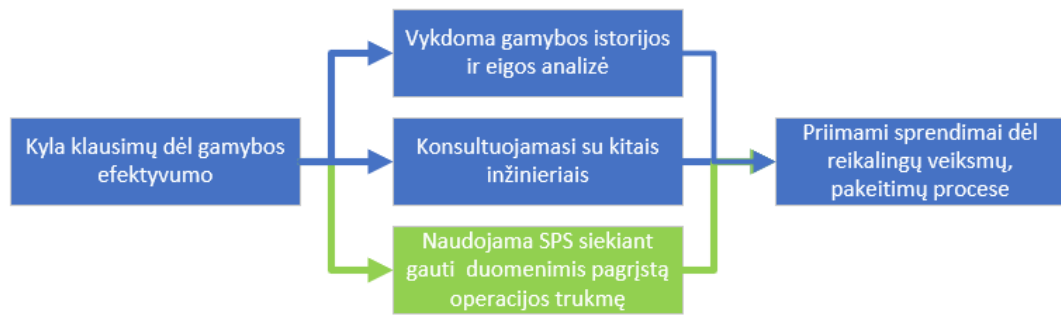 Vykdoma gamybos istorijos
ir eigos analizė
Kyla klausimų dėl gamybos
efektyvumo
Konsultuojamasi su kitais
inžinieriais
Priimami sprendimai dėl
reikalingų veiksmų,
pakeitimų procese
Naudojama SPS siekiant
gauti duomenimis pagrįstą
operacijos trukmę